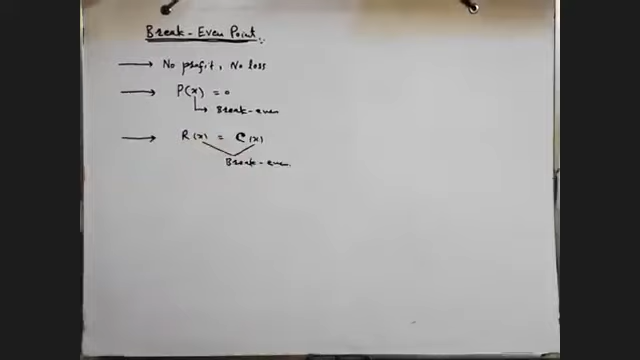 Break-Even Point :-
→ No profit, No loss
→ P(x) = 0
↳ Break-even
→ R(x) = C(x)
Break-even.